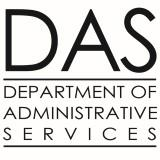 DAS
DEPARTMENT OF
ADMINISTRATIVE
SERVICES